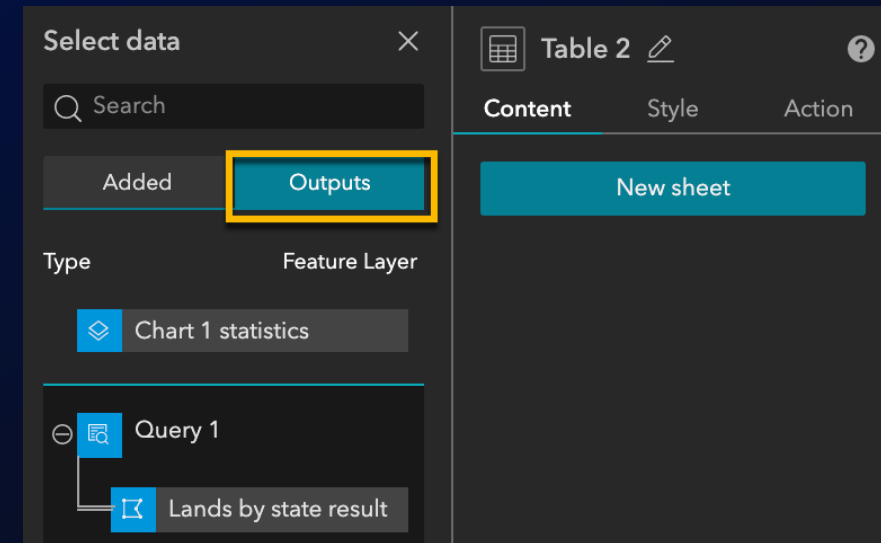 Select data
Search
Added
Outputs
Type
Feature Layer
Chart 1 statistics
Query 1
Lands by state result
Table 2
Content
Style
Action
New sheet